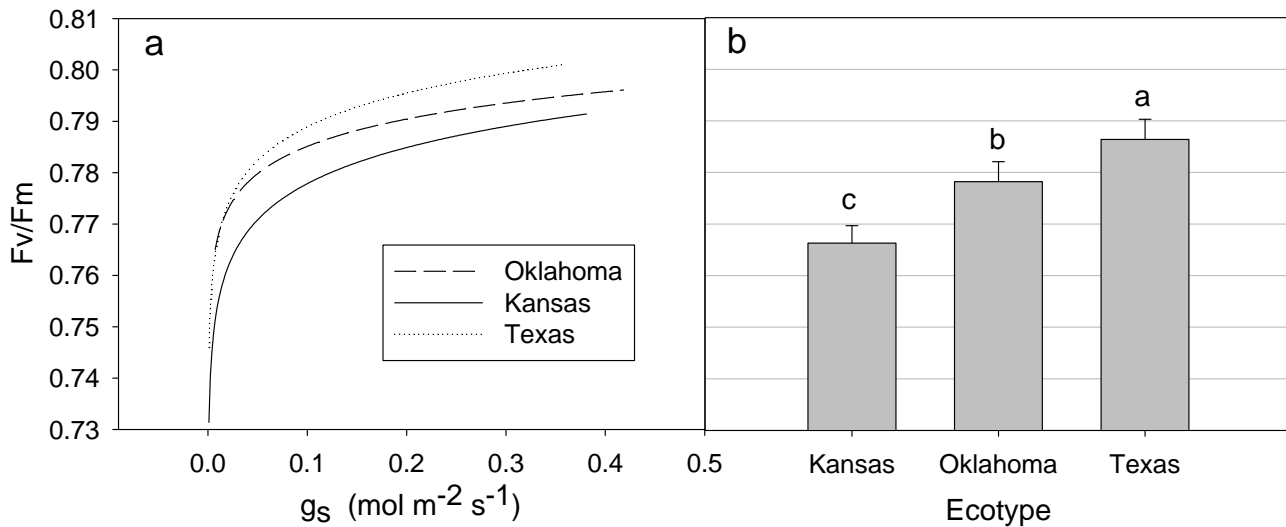 a
0.81
0.80
0.79
0.78
0.77
0.76
0.75
0.74
0.73
Fv/Fm
Oklahoma
Kansas
Texas
0.0 0.1 0.2 0.3 0.4 0.5
gs (mol m-2 s-1)
b
c
b
a
Kansas Oklahoma Texas
Ecotype